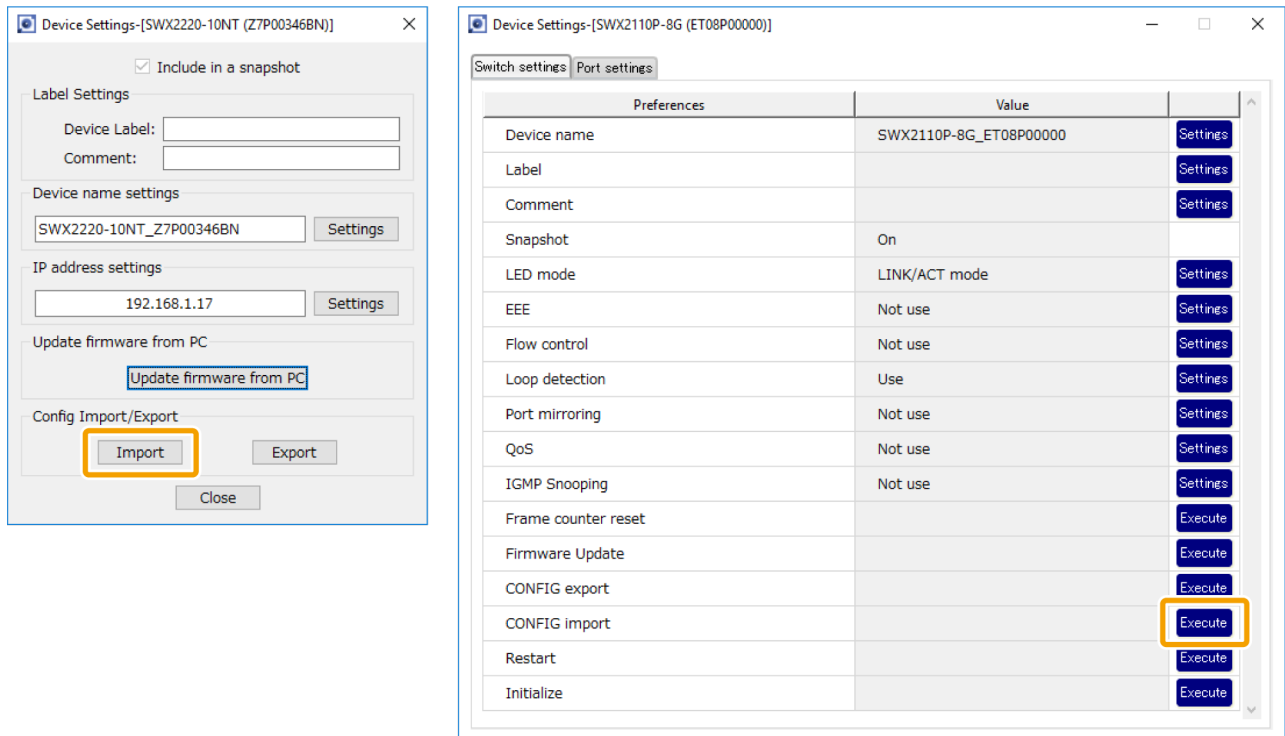 Device Settings-[SWX2220-10NT (Z7P00346BN)]
Include in a snapshot
Label Settings
Device Label:
Comment:
Device name settings
SWX2220-10NT_Z7P00346BN Settings
IP address settings
192.168.1.17 Settings
Update firmware from PC
Update firmware from PC
Config Import/Export
Import Export
Close
Device Settings-[SWX2110P-8G (ET08P00000)]
Switch settings Port settings
Preferences Value
Device name SWX2110P-8G_ET08P00000 Settings
Label Settings
Comment Settings
Snapshot On
LED mode LINK/ACT mode Settings
EEE Not use Settings
Flow control Not use Settings
Loop detection Use Settings
Port mirroring Not use Settings
QoS Not use Settings
IGMP Snooping Not use Settings
Frame counter reset Execute
Firmware Update Execute
CONFIG export Execute
CONFIG import Execute
Restart Execute
Initialize Execute